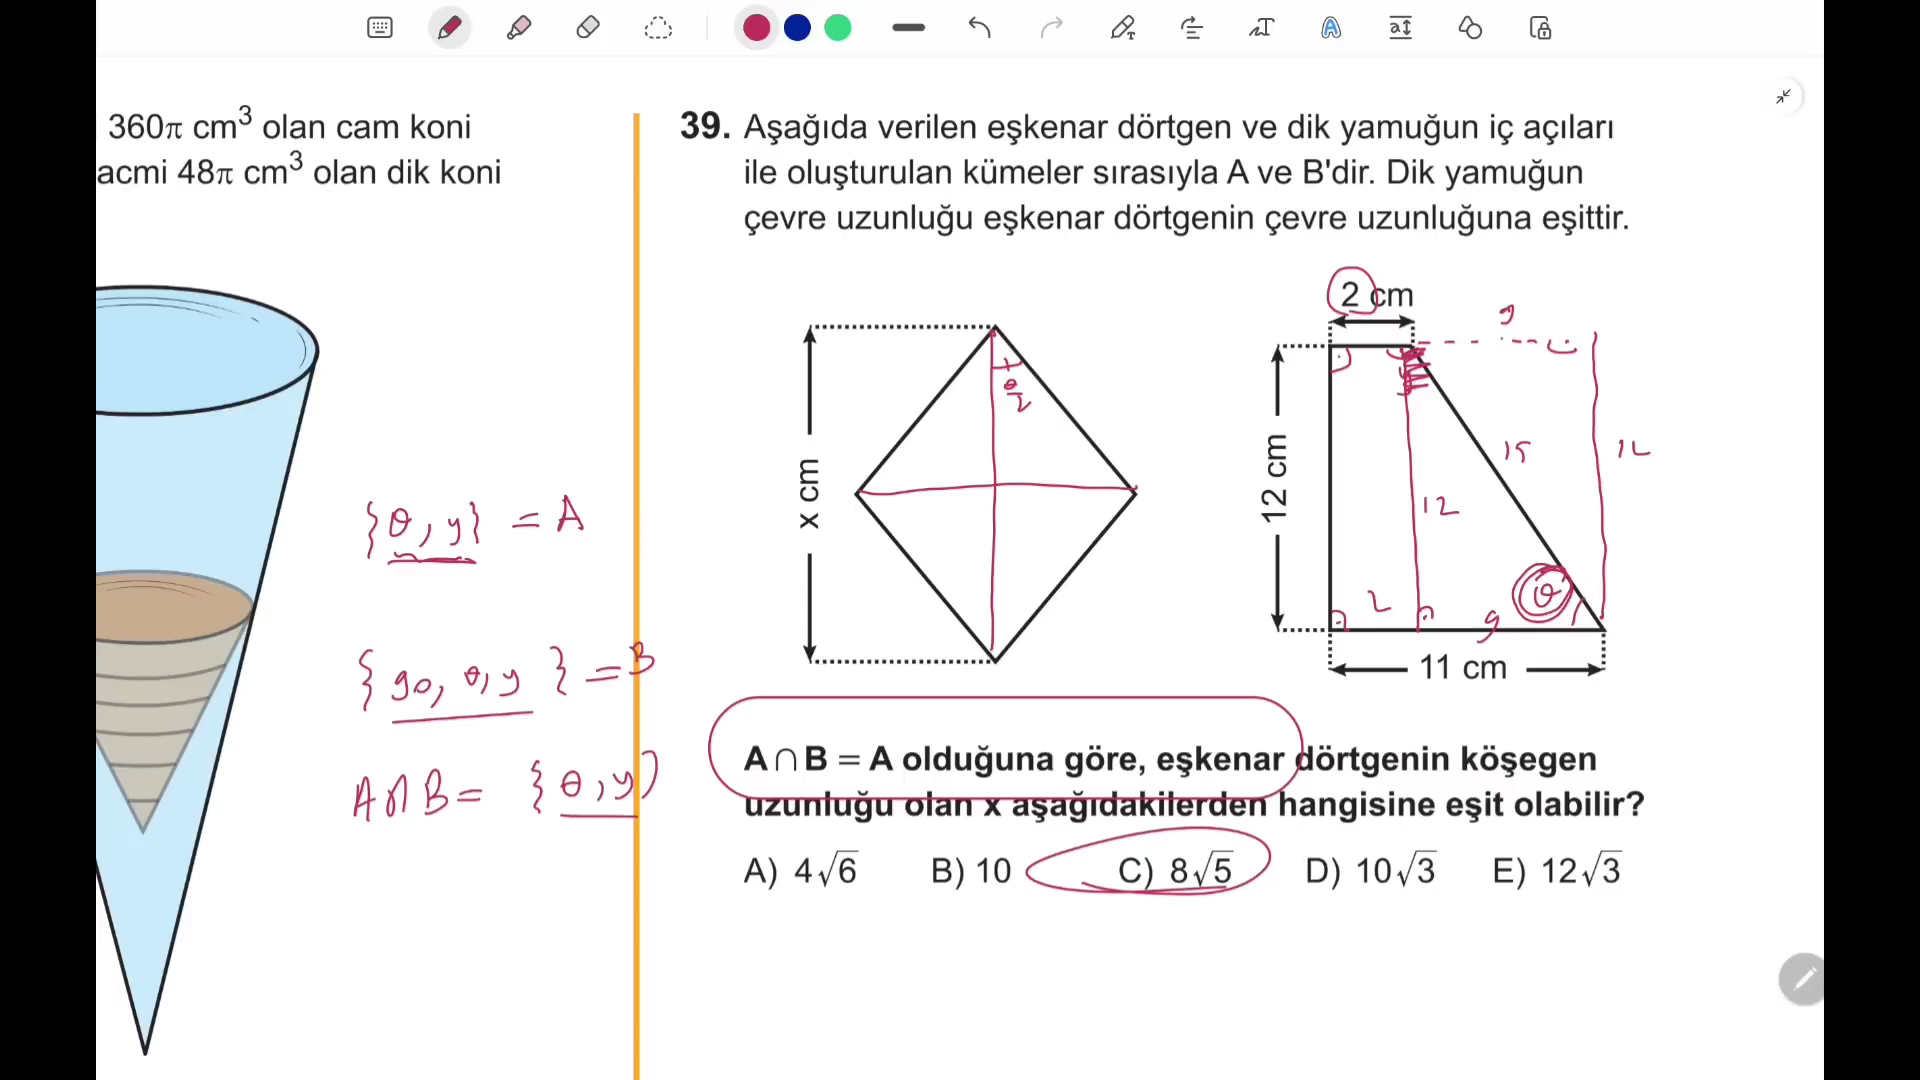 360π cm³ olan cam koni
acmi 48π cm³ olan dik koni
{θ, y} = A
{90, θ, y} = B
A∩B = {θ, y}
39. Aşağıda verilen eşkenar dörtgen ve dik yamuğun iç açıları
ile oluşturulan kümeler sırasıyla A ve B'dir. Dik yamuğun
çevre uzunluğu eşkenar dörtgenin çevre uzunluğuna eşittir.
x cm
θ/2
2 cm
9
12 cm
15
12
12
2
9
θ
11 cm
A∩B = A olduğuna göre, eşkenar dörtgenin köşegen
uzunluğu olan x aşağıdakilerden hangisine eşit olabilir?
A) 4√6 B) 10 C) 8√5 D) 10√3 E) 12√3